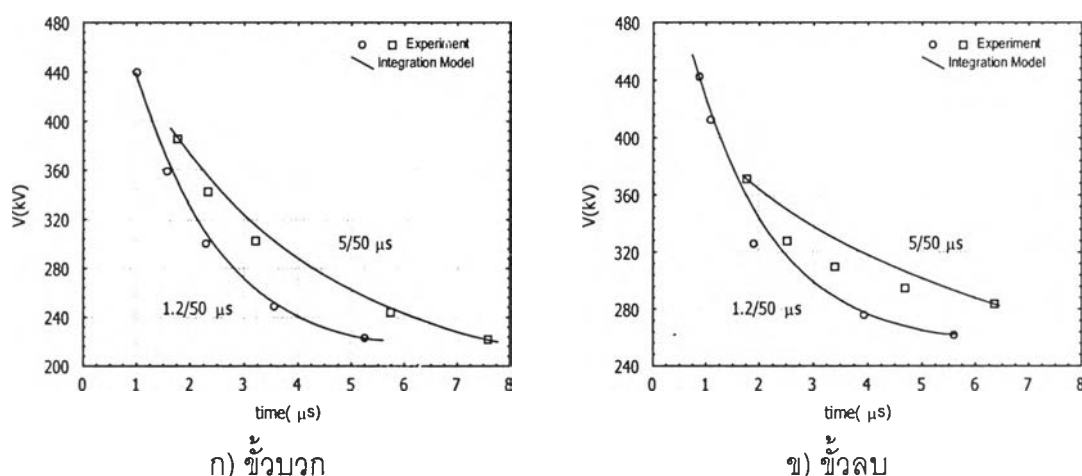 480
440
400
360
320
280
240
200
V(kV)
0 1 2 3 4 5 6 7 8
time( μs)
Experiment
Integration Model
5/50 μs
1.2/50 μs
ก) ขั้วบวก
480
440
400
360
320
280
240
V(kV)
0 1 2 3 4 5 6 7 8
time( μs)
Experiment
Integration Model
5/50 μs
1.2/50 μs
ข) ขั้วลบ